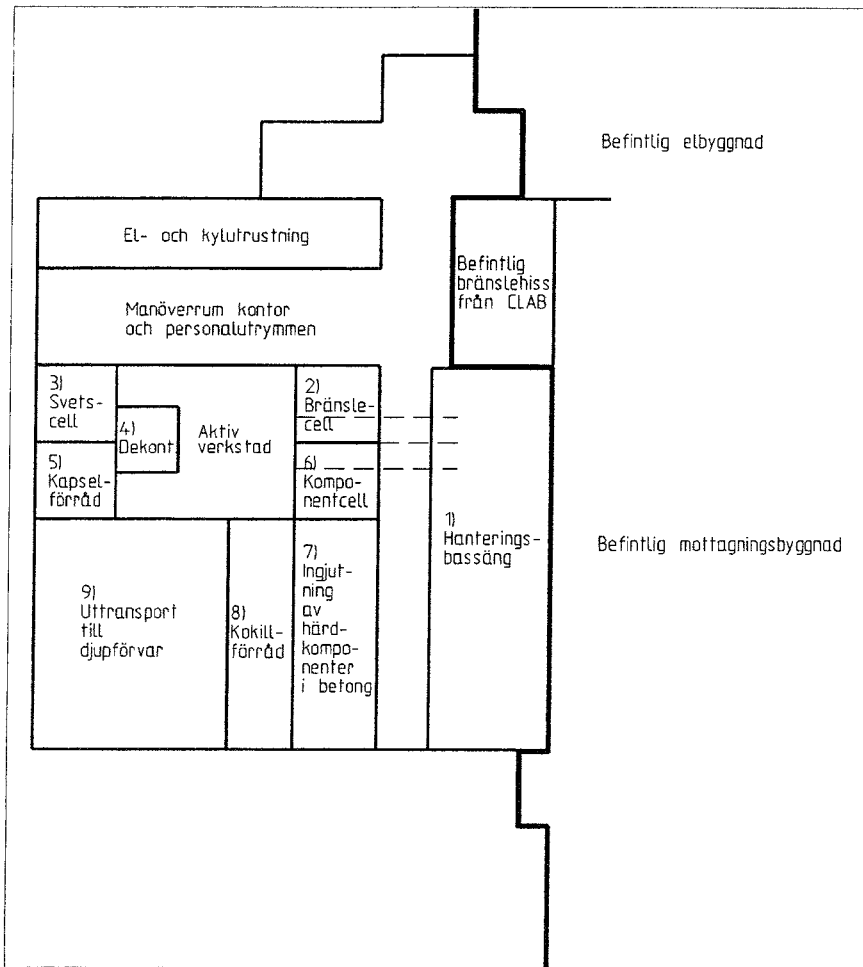 Befintlig elbyggnad
El- och kylutrustning
Befintlig
bränslehiss
från CLAB
Manöverrum kontor
och personalutrymmen
3)
Svets-
cell
4)
Dekont.
Aktiv
verkstad
2)
Bränsle-
cell
5)
Kapsel-
förråd
6)
Kompo-
nentcell
1)
Hanterings-
bassäng
Befintlig mottagningsbyggnad
9)
Uttransport
till
djupförvar
8)
Kokill-
förråd
7)
Ingjut-
ning
av
härd-
kompo-
nenter
i betong